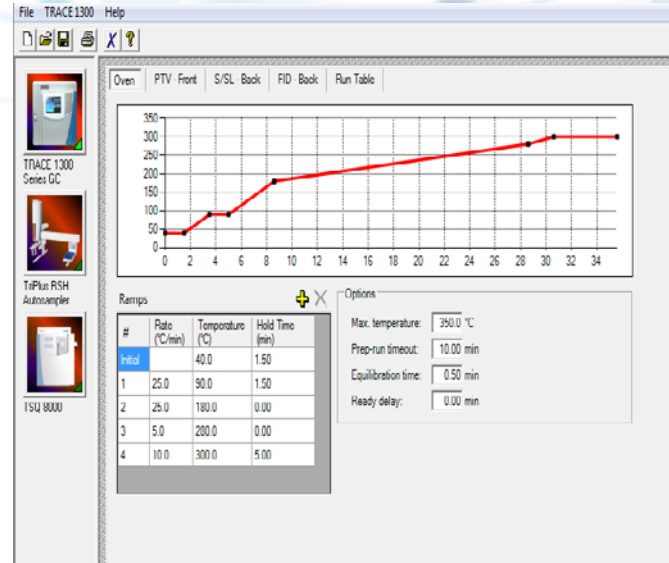 File TRACE 1300 Help
Oven PTV - Front S/SL - Back FID - Back Run Table
350
300
250
200
150
100
50
0
0 2 4 6 8 10 12 14 16 18 20 22 24 26 28 30 32 34
TRACE 1300
Series GC
TriPlus RSH
Autosampler
TSQ 8000
Ramps
# Rate (°C/min) Temperature (°C) Hold Time (min)
Initial 40.0 1.50
1 25.0 90.0 1.50
2 25.0 180.0 0.00
3 5.0 280.0 0.00
4 10.0 300.0 5.00
Options
Max. temperature: 350.0 °C
Prep-run timeout: 10.00 min
Equilibration time: 0.50 min
Ready delay: 0.00 min